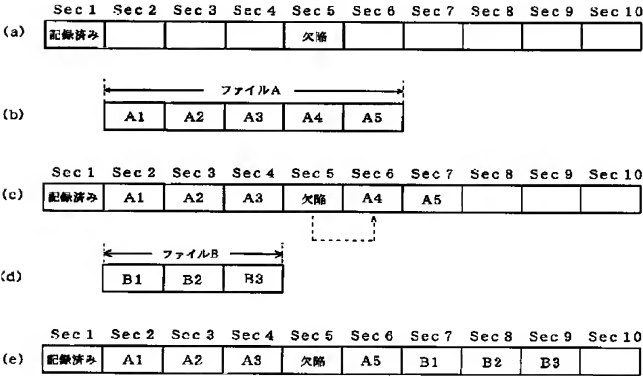 Sec 1 Sec 2 Sec 3 Sec 4 Sec 5 Sec 6 Sec 7 Sec 8 Sec 9 Sec 10
(a) 記録済み 欠陥
ファイルA
(b) A1 A2 A3 A4 A5
Sec 1 Sec 2 Sec 3 Sec 4 Sec 5 Sec 6 Sec 7 Sec 8 Sec 9 Sec 10
(c) 記録済み A1 A2 A3 欠陥 A4 A5
ファイルB
(d) B1 B2 B3
Sec 1 Sec 2 Sec 3 Sec 4 Sec 5 Sec 6 Sec 7 Sec 8 Sec 9 Sec 10
(e) 記録済み A1 A2 A3 欠陥 A5 B1 B2 B3